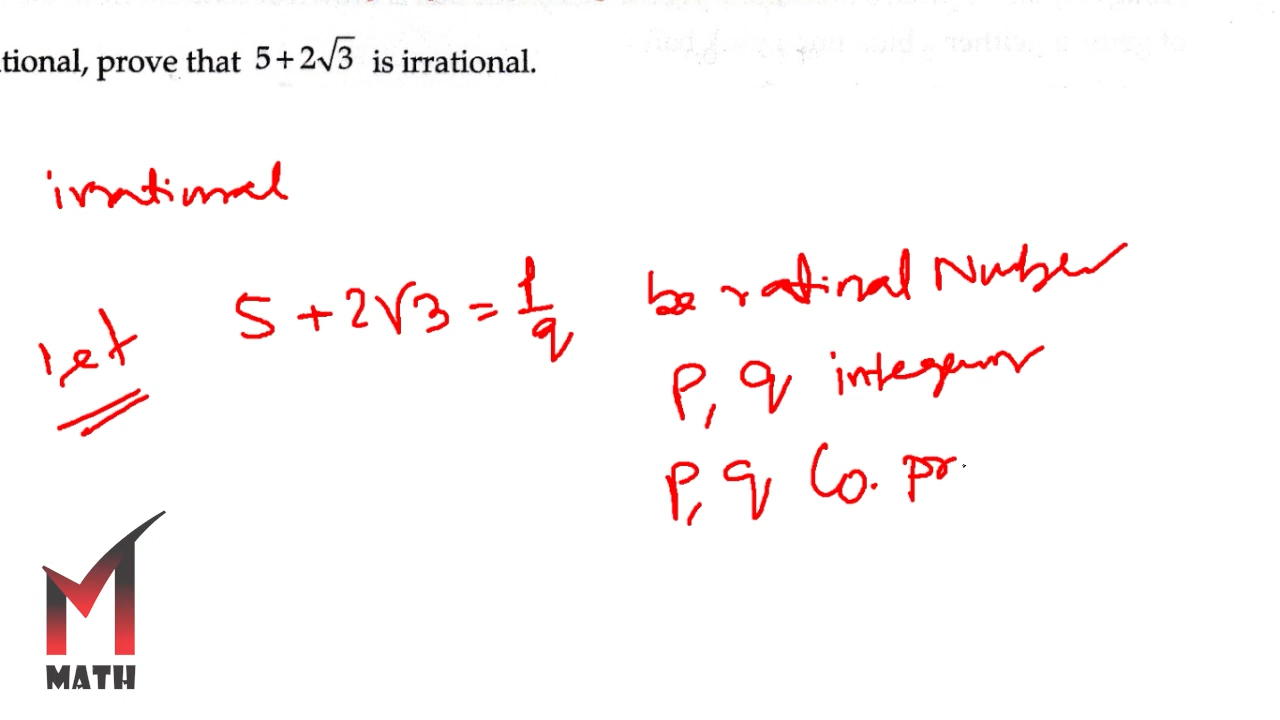 tional, prove that 5+2√3 is irrational.
irrational
Let 5+2√3 = p/q be rational Number
P, q integers
P, q Co. pr
MATH